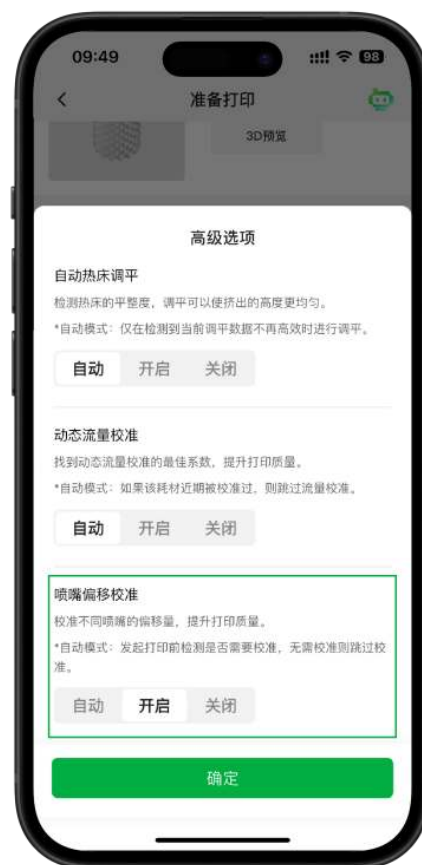 09:49
98
准备打印
3D预览
高级选项
自动热床调平
检测热床的平整度，调平可以使挤出的高度更均匀。
*自动模式：仅在检测到当前调平数据不再高效时进行调平。
自动 开启 关闭
动态流量校准
找到动态流量校准的最佳系数，提升打印质量。
*自动模式：如果该耗材近期被校准过，则跳过流量校准。
自动 开启 关闭
喷嘴偏移校准
校准不同喷嘴的偏移量，提升打印质量。
*自动模式：发起打印前检测是否需要校准，无需校准则跳过校
准。
自动 开启 关闭
确定